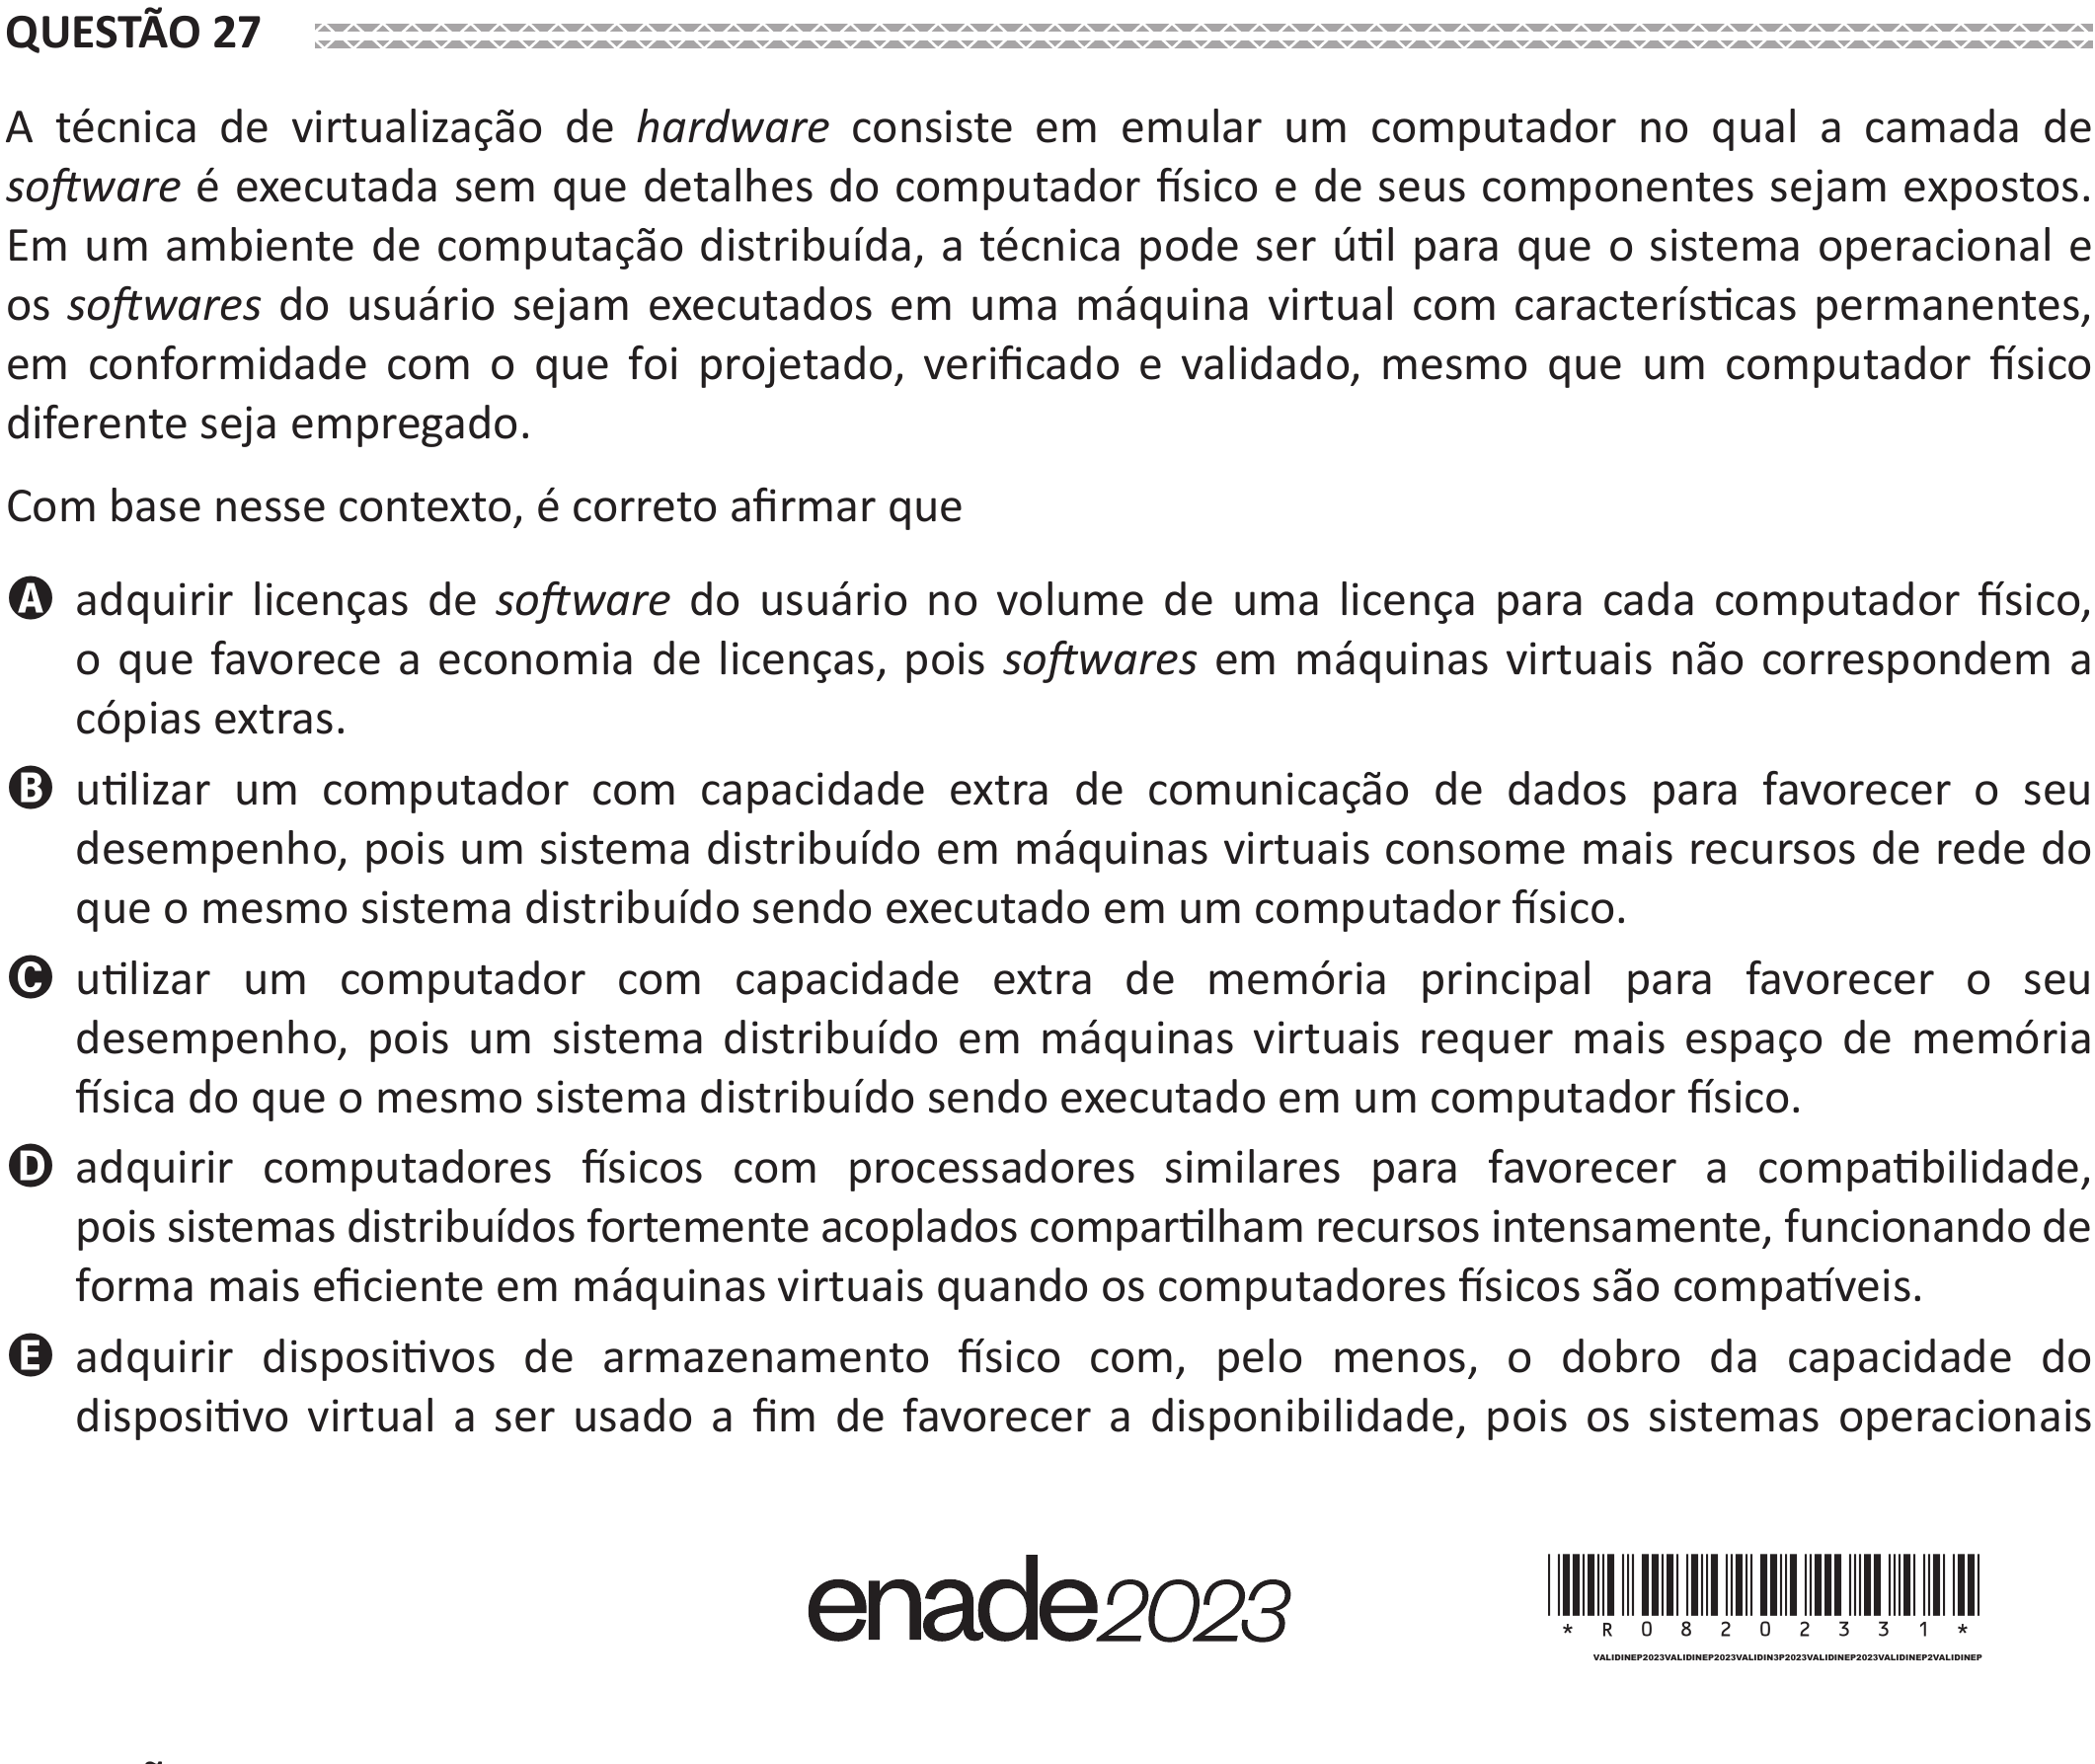 QUESTÃO 27
A técnica de virtualização de hardware consiste em emular um computador no qual a camada de
software é executada sem que detalhes do computador físico e de seus componentes sejam expostos.
Em um ambiente de computação distribuída, a técnica pode ser útil para que o sistema operacional e
os softwares do usuário sejam executados em uma máquina virtual com características permanentes,
em conformidade com o que foi projetado, verificado e validado, mesmo que um computador físico
diferente seja empregado.
Com base nesse contexto, é correto afirmar que
A adquirir licenças de software do usuário no volume de uma licença para cada computador físico,
o que favorece a economia de licenças, pois softwares em máquinas virtuais não correspondem a
cópias extras.
B utilizar um computador com capacidade extra de comunicação de dados para favorecer o seu
desempenho, pois um sistema distribuído em máquinas virtuais consome mais recursos de rede do
que o mesmo sistema distribuído sendo executado em um computador físico.
C utilizar um computador com capacidade extra de memória principal para favorecer o seu
desempenho, pois um sistema distribuído em máquinas virtuais requer mais espaço de memória
física do que o mesmo sistema distribuído sendo executado em um computador físico.
D adquirir computadores físicos com processadores similares para favorecer a compatibilidade,
pois sistemas distribuídos fortemente acoplados compartilham recursos intensamente, funcionando de
forma mais eficiente em máquinas virtuais quando os computadores físicos são compatíveis.
E adquirir dispositivos de armazenamento físico com, pelo menos, o dobro da capacidade do
dispositivo virtual a ser usado a fim de favorecer a disponibilidade, pois os sistemas operacionais
enade2023
*R08202331*
VALIDINEP2023VALIDINEP2023VALIDIN3P2023VALIDINEP2023VALIDINEP2VALIDINEP